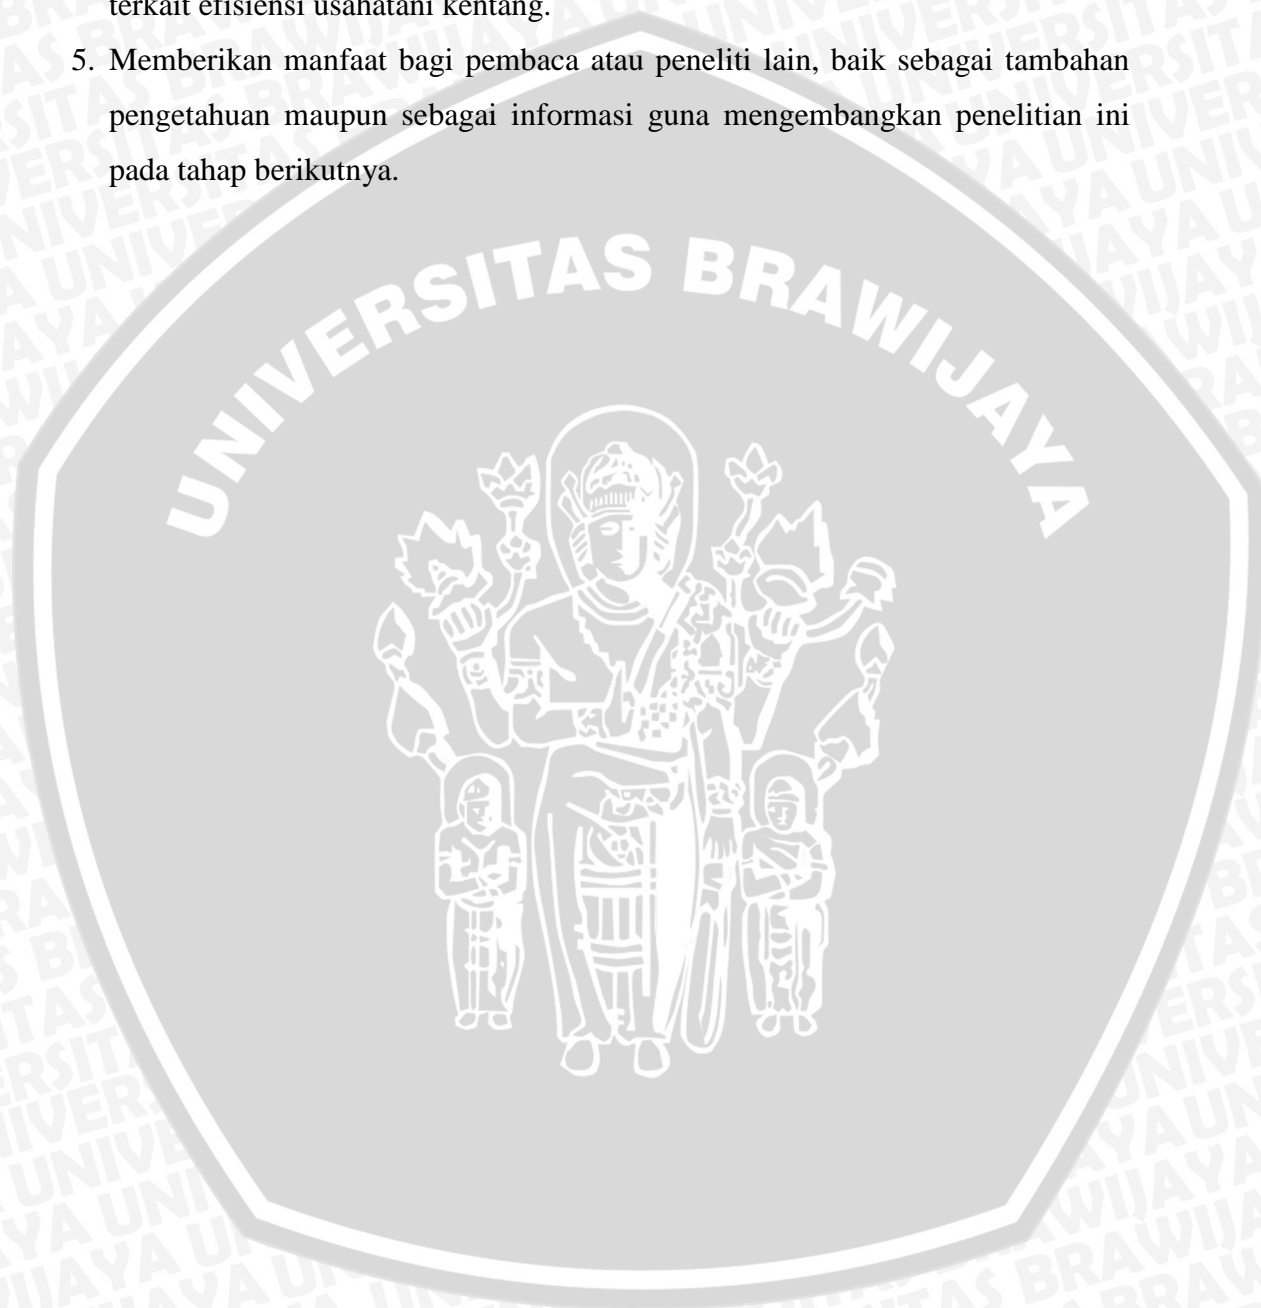 terkait efisiensi usahatani kentang.
5. Memberikan manfaat bagi pembaca atau peneliti lain, baik sebagai tambahan
pengetahuan maupun sebagai informasi guna mengembangkan penelitian ini
pada tahap berikutnya.
UNIVERSITAS BRAWIJAYA